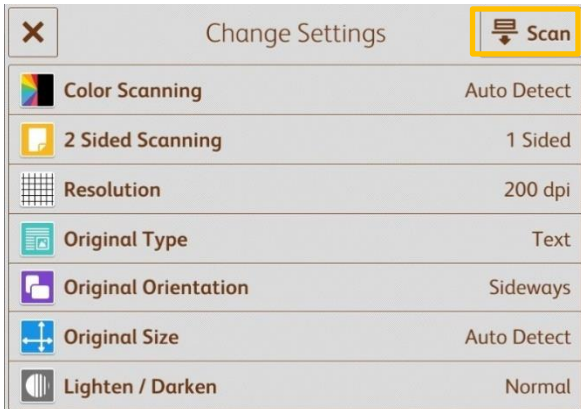 Change Settings Scan
Color Scanning Auto Detect
2 Sided Scanning 1 Sided
Resolution 200 dpi
Original Type Text
Original Orientation Sideways
Original Size Auto Detect
Lighten / Darken Normal